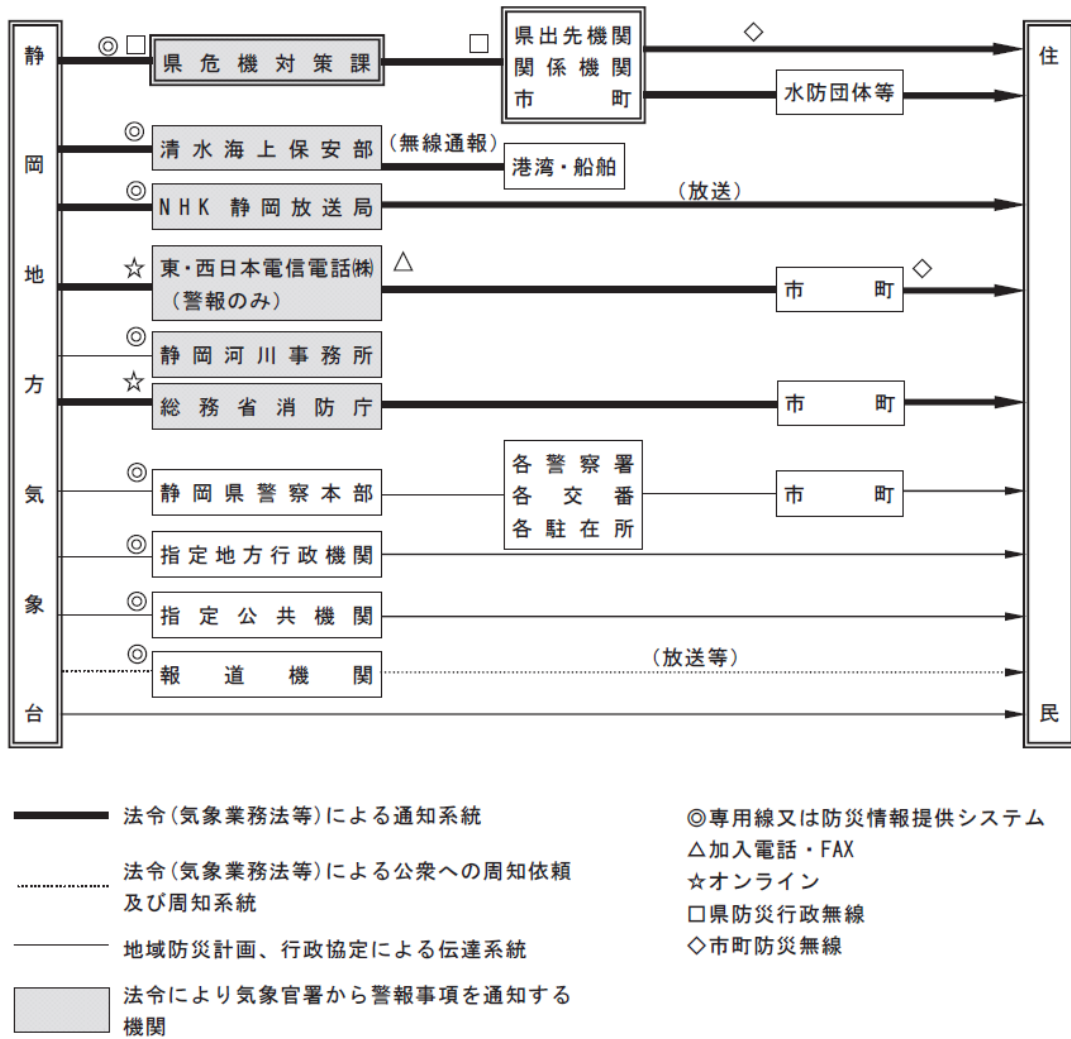 静岡地方気象台
◎□
県危機対策課
□
県出先機関
関係機関
市町
◇
水防団体等
住民
◎
清水海上保安部
(無線通報)
港湾・船舶
◎
NHK 静岡放送局
(放送)
☆
東・西日本電信電話㈱
(警報のみ)
△
市町
◇
◎
静岡河川事務所
☆
総務省消防庁
市町
◎
静岡県警察本部
各警察署
各交番
各駐在所
市町
◎
指定地方行政機関
◎
指定公共機関
◎
報道機関
(放送等)
法令(気象業務法等)による通知系統
法令(気象業務法等)による公衆への周知依頼
及び周知系統
地域防災計画、行政協定による伝達系統
法令により気象官署から警報事項を通知する
機関
◎専用線又は防災情報提供システム
△加入電話・FAX
☆オンライン
□県防災行政無線
◇市町防災無線